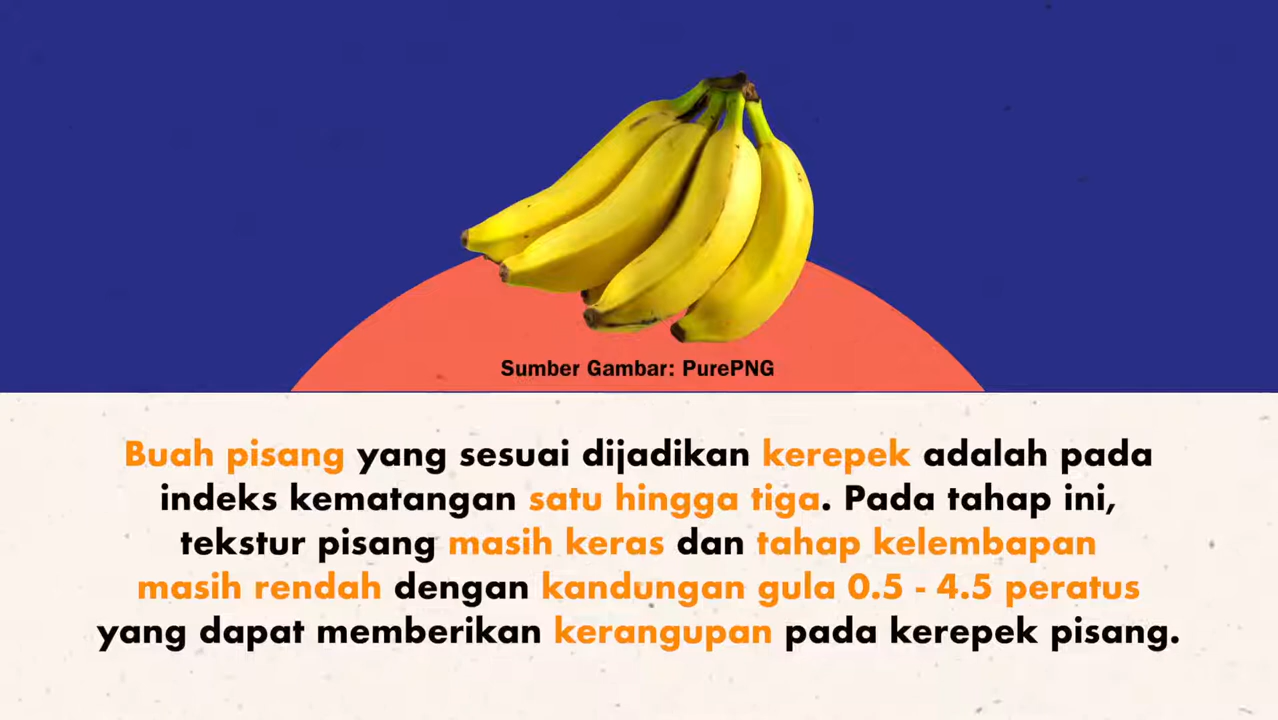 Sumber Gambar: PurePNG
Buah pisang yang sesuai dijadikan kerepek adalah pada
indeks kematangan satu hingga tiga. Pada tahap ini,
tekstur pisang masih keras dan tahap kelembapan
masih rendah dengan kandungan gula 0.5 - 4.5 peratus
yang dapat memberikan kerangupan pada kerepek pisang.